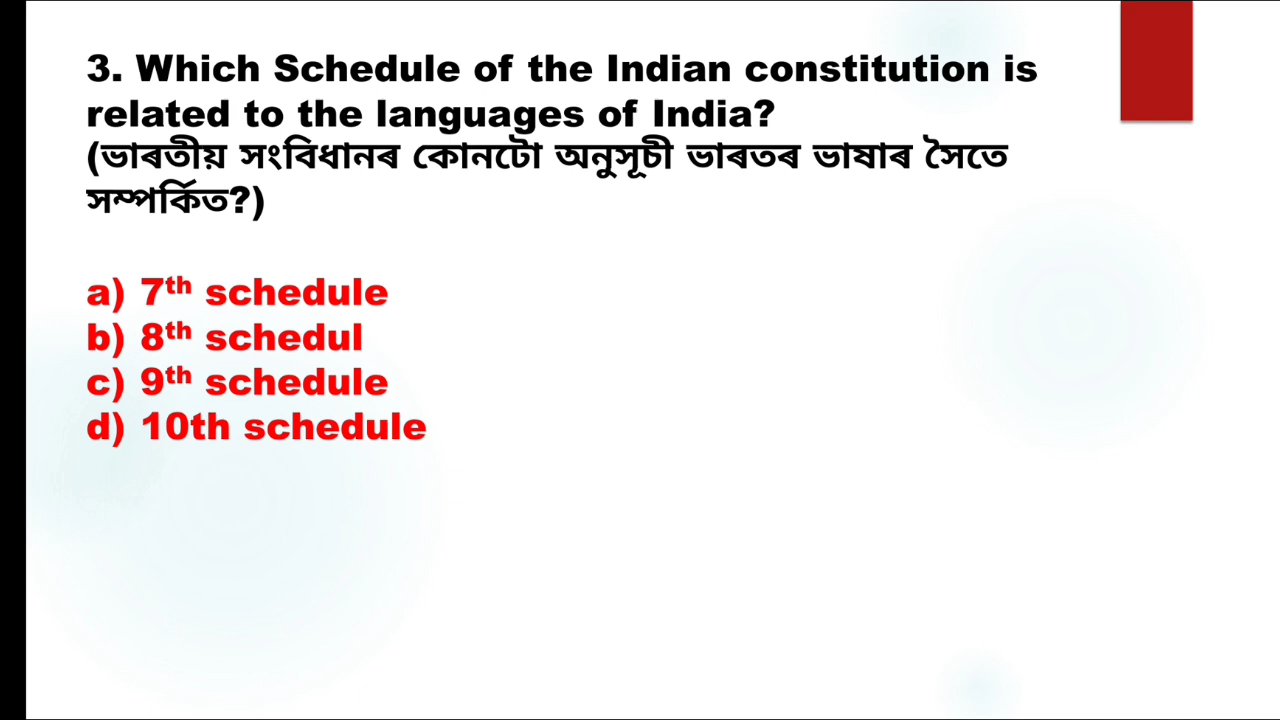 3. Which Schedule of the Indian constitution is
related to the languages of India?
(ভাৰতীয় সংবিধানৰ কোনটো অনুসূচী ভাৰতৰ ভাষাৰ সৈতে
সম্পৰ্কিত?)
a) 7th schedule
b) 8th schedul
c) 9th schedule
d) 10th schedule